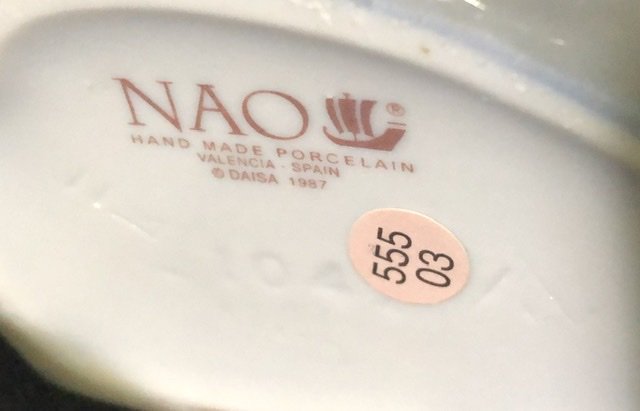 NAO ®
HAND MADE PORCELAIN
VALENCIA - SPAIN
© DAISA 1987
555
03